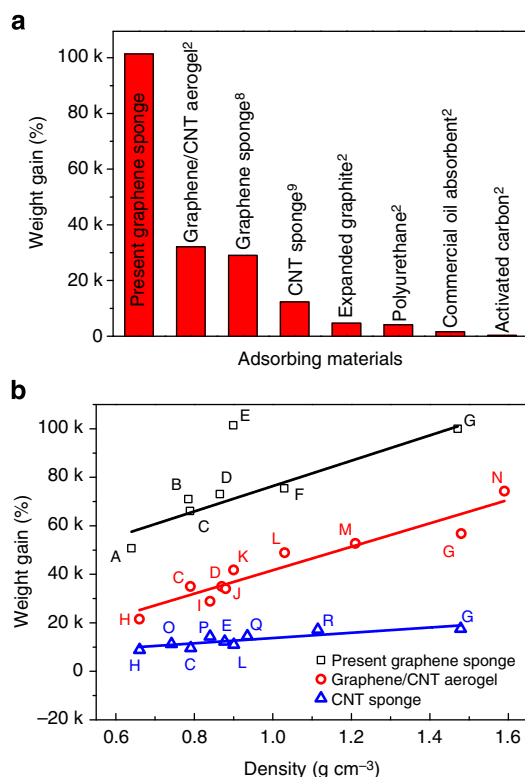 a
100 k
80 k
60 k
40 k
20 k
0
Weight gain (%)
Present graphene sponge
Graphene/CNT aerogel²
Graphene sponge⁸
CNT sponge⁹
Expanded graphite²
Polyurethane²
Commercial oil absorbent²
Activated carbon²
Adsorbing materials
b
100 k
80 k
60 k
40 k
20 k
0
–20 k
Weight gain (%)
E
G
B
D
C
F
A
N
M
L
K
G
C
D
J
I
H
O
P
E
Q
R
G
H
C
L
Present graphene sponge
Graphene/CNT aerogel
CNT sponge
0.6 0.8 1.0 1.2 1.4 1.6
Density (g cm⁻³)